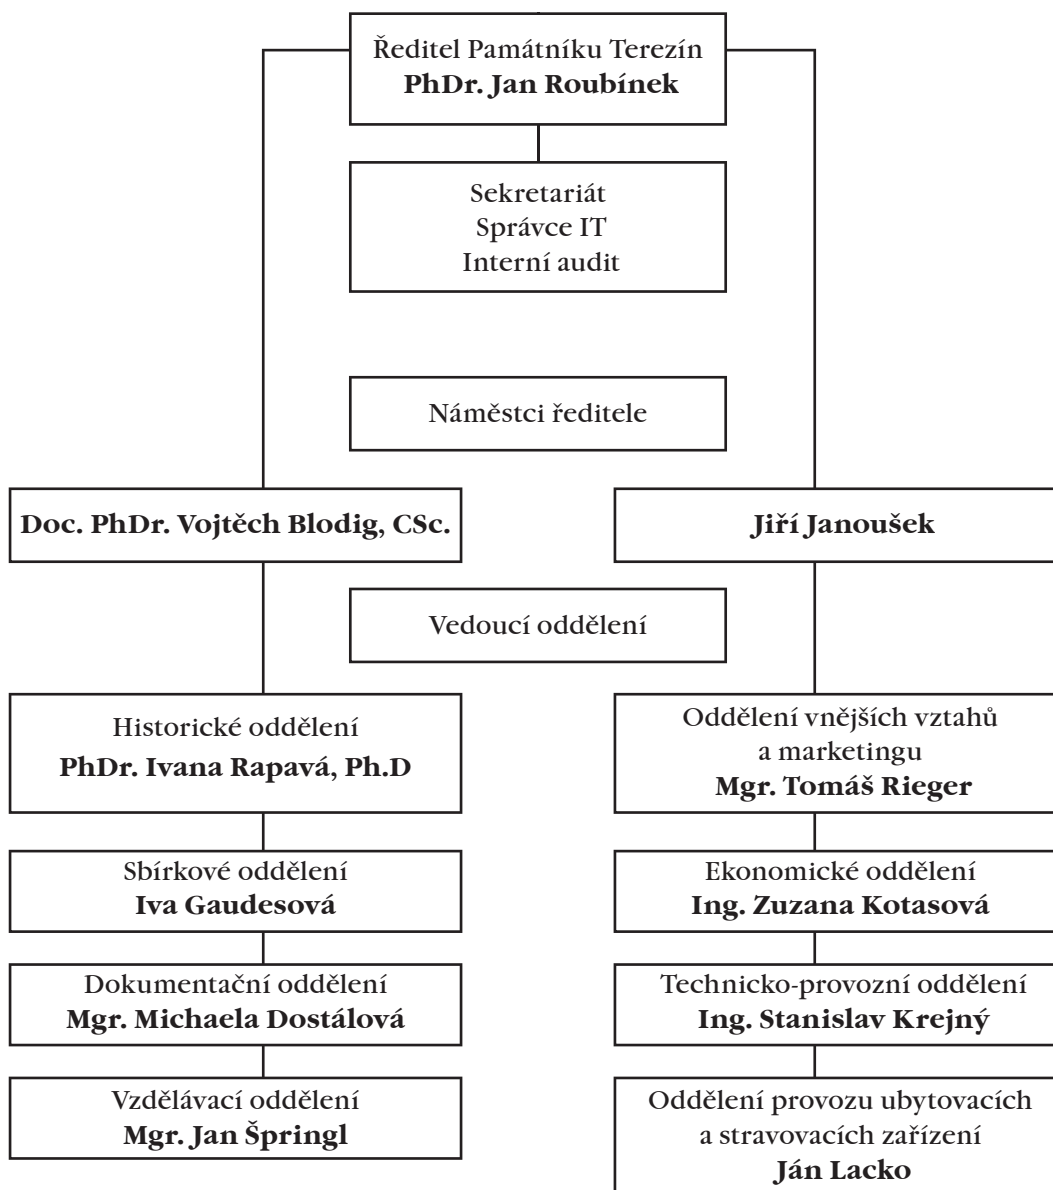 Ředitel Památníku Terezín
PhDr. Jan Roubínek
Sekretariát
Správce IT
Interní audit
Náměstci ředitele
Doc. PhDr. Vojtěch Blodig, CSc.
Jiří Janoušek
Vedoucí oddělení
Historické oddělení
PhDr. Ivana Rapavá, Ph.D
Oddělení vnějších vztahů
a marketingu
Mgr. Tomáš Rieger
Sbírkové oddělení
Iva Gaudesová
Ekonomické oddělení
Ing. Zuzana Kotasová
Dokumentační oddělení
Mgr. Michaela Dostálová
Technicko-provozní oddělení
Ing. Stanislav Krejný
Vzdělávací oddělení
Mgr. Jan Špringl
Oddělení provozu ubytovacích
a stravovacích zařízení
Ján Lacko